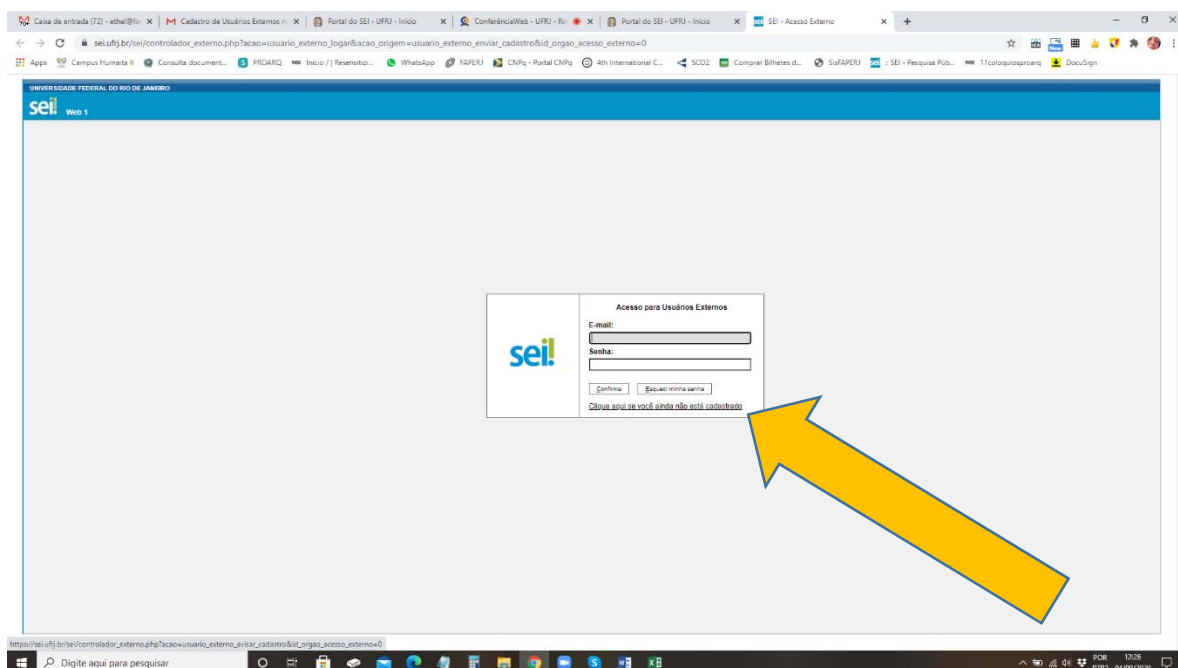 Caixa de entrada (72) - ethel@fa
Cadastro de Usuários Externos n
Portal do SEI - UFRJ - Início
ConferênciaWeb - UFRJ - Re
Portal do SEI - UFRJ - Início
SEI - Acesso Externo
sei.ufrj.br/sei/controlador_externo.php?acao=usuario_externo_logar&acao_origem=usuario_externo_enviar_cadastro&id_orgao_acesso_externo=0
Apps Campus Humaita II Consulta document... PROARQ Início / | Resensitizi... WhatsApp FAPERJ CNPq - Portal CNPq 4th International C... SCO2 Comprar Bilhetes d... SisFAPERJ :: SEI - Pesquisa Púb... 11coloquiosproarq DocuSign
UNIVERSIDADE FEDERAL DO RIO DE JANEIRO
sei! Web 1
Acesso para Usuários Externos
E-mail:
sei!
Senha:
Confirma Esqueci minha senha
Clique aqui se você ainda não está cadastrado
https://sei.ufrj.br/sei/controlador_externo.php?acao=usuario_externo_avisar_cadastro&id_orgao_acesso_externo=0
Digite aqui para pesquisar
POR 12:26